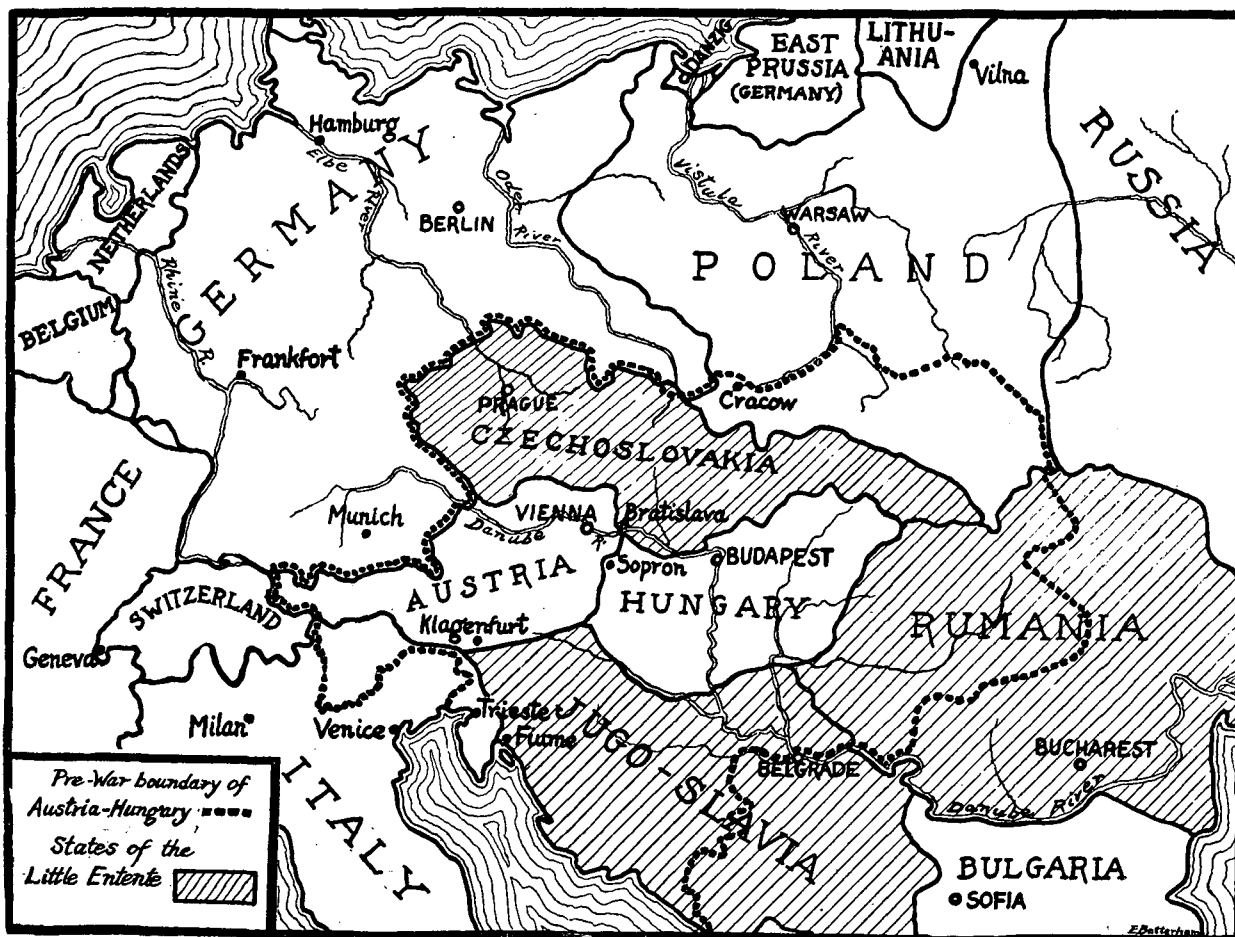 DANZIG
EAST
PRUSSIA
(GERMANY)
LITHU-
ANIA
Vilna
RUSSIA
Hamburg
Elbe
River
NEITHERLANDS
GERMANY
BERLIN
Oder
River
Vistula
River
WARSAW
POLAND
BELGIUM
Rhine
R.
Frankfort
PRAGUE
CZECHOSLOVAKIA
Cracow
FRANCE
Munich
Danube
R.
VIENNA
Bratislava
BUDAPEST
Sopron
AUSTRIA
HUNGARY
RUMANIA
SWITZERLAND
Klagenfurt
Geneva
Milan
Venice
Trieste
Fiume
JUGO-SLAVIA
BELGRADE
BUCHAREST
Danube River
ITALY
BULGARIA
SOFIA
Pre-War boundary of
Austria-Hungary
States of the
Little Entente
E.Batterham